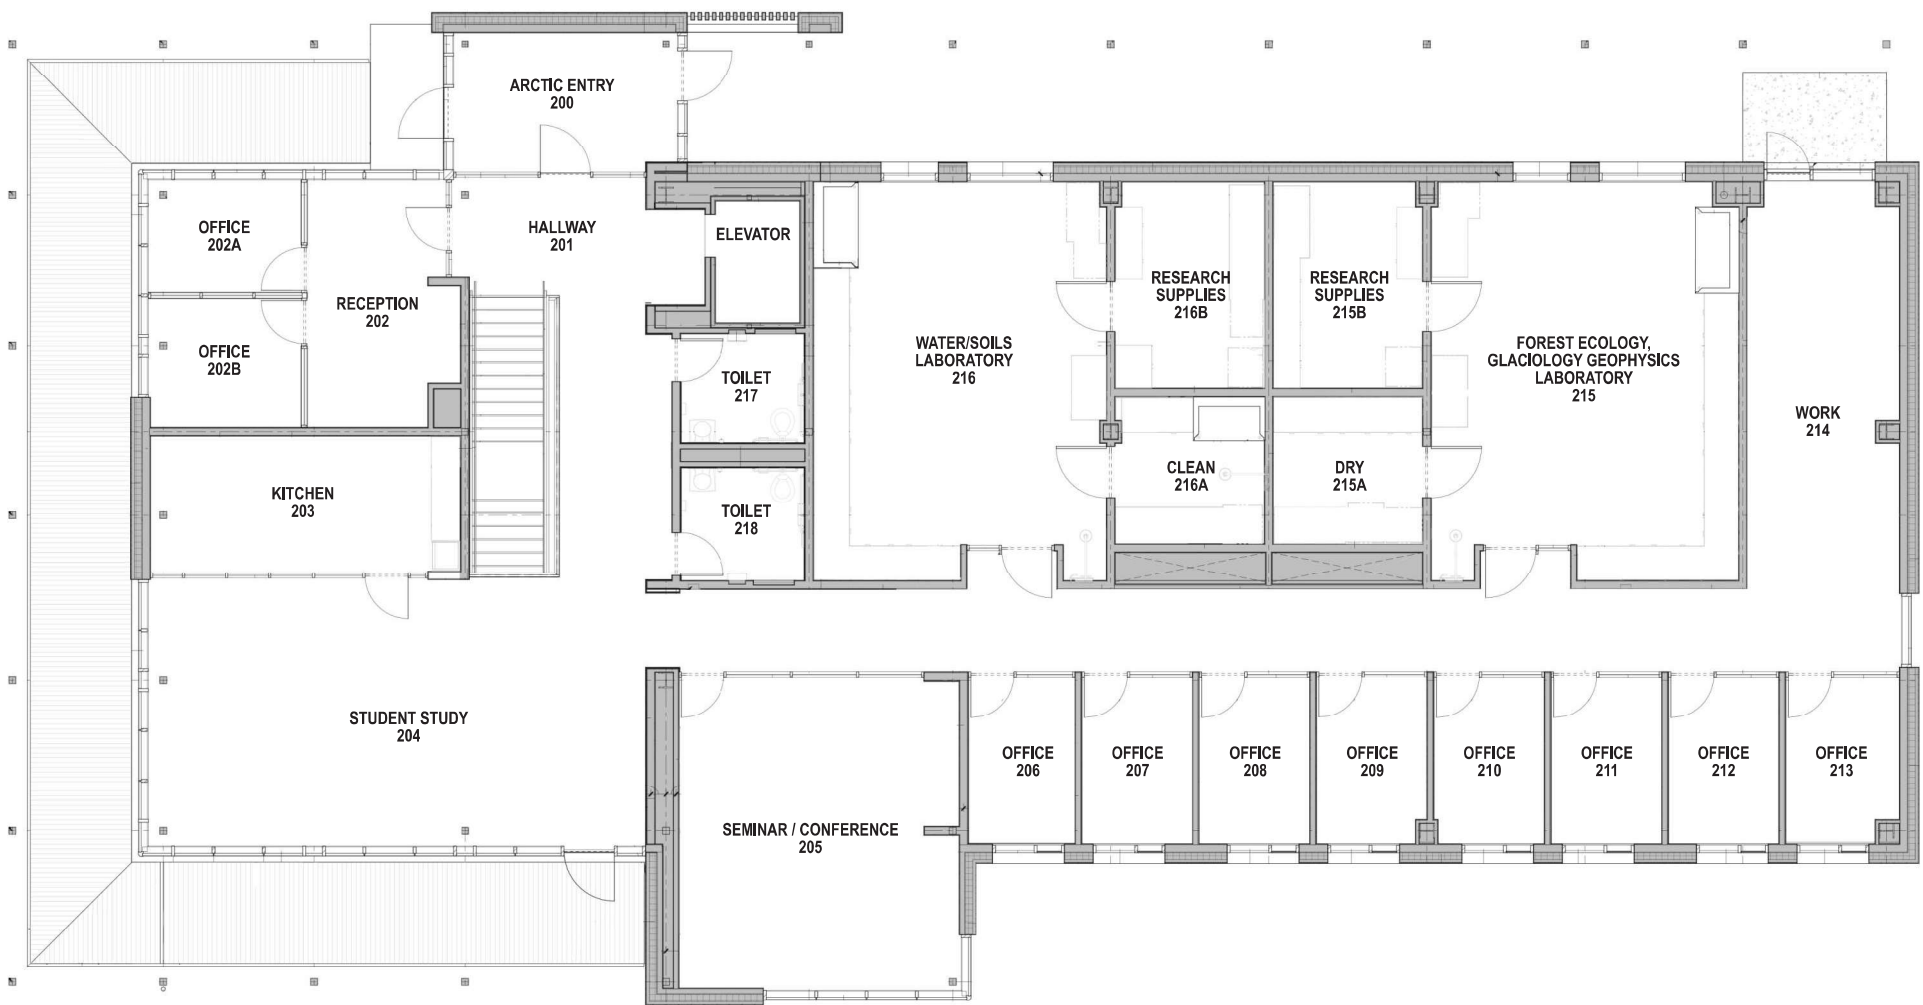 ARCTIC ENTRY
200
OFFICE
202A
HALLWAY
201
ELEVATOR
RECEPTION
202
OFFICE
202B
RESEARCH
SUPPLIES
216B
RESEARCH
SUPPLIES
215B
WATER/SOILS
LABORATORY
216
FOREST ECOLOGY,
GLACIOLOGY GEOPHYSICS
LABORATORY
215
TOILET
217
WORK
214
KITCHEN
203
CLEAN
216A
DRY
215A
TOILET
218
STUDENT STUDY
204
SEMINAR / CONFERENCE
205
OFFICE
206
OFFICE
207
OFFICE
208
OFFICE
209
OFFICE
210
OFFICE
211
OFFICE
212
OFFICE
213